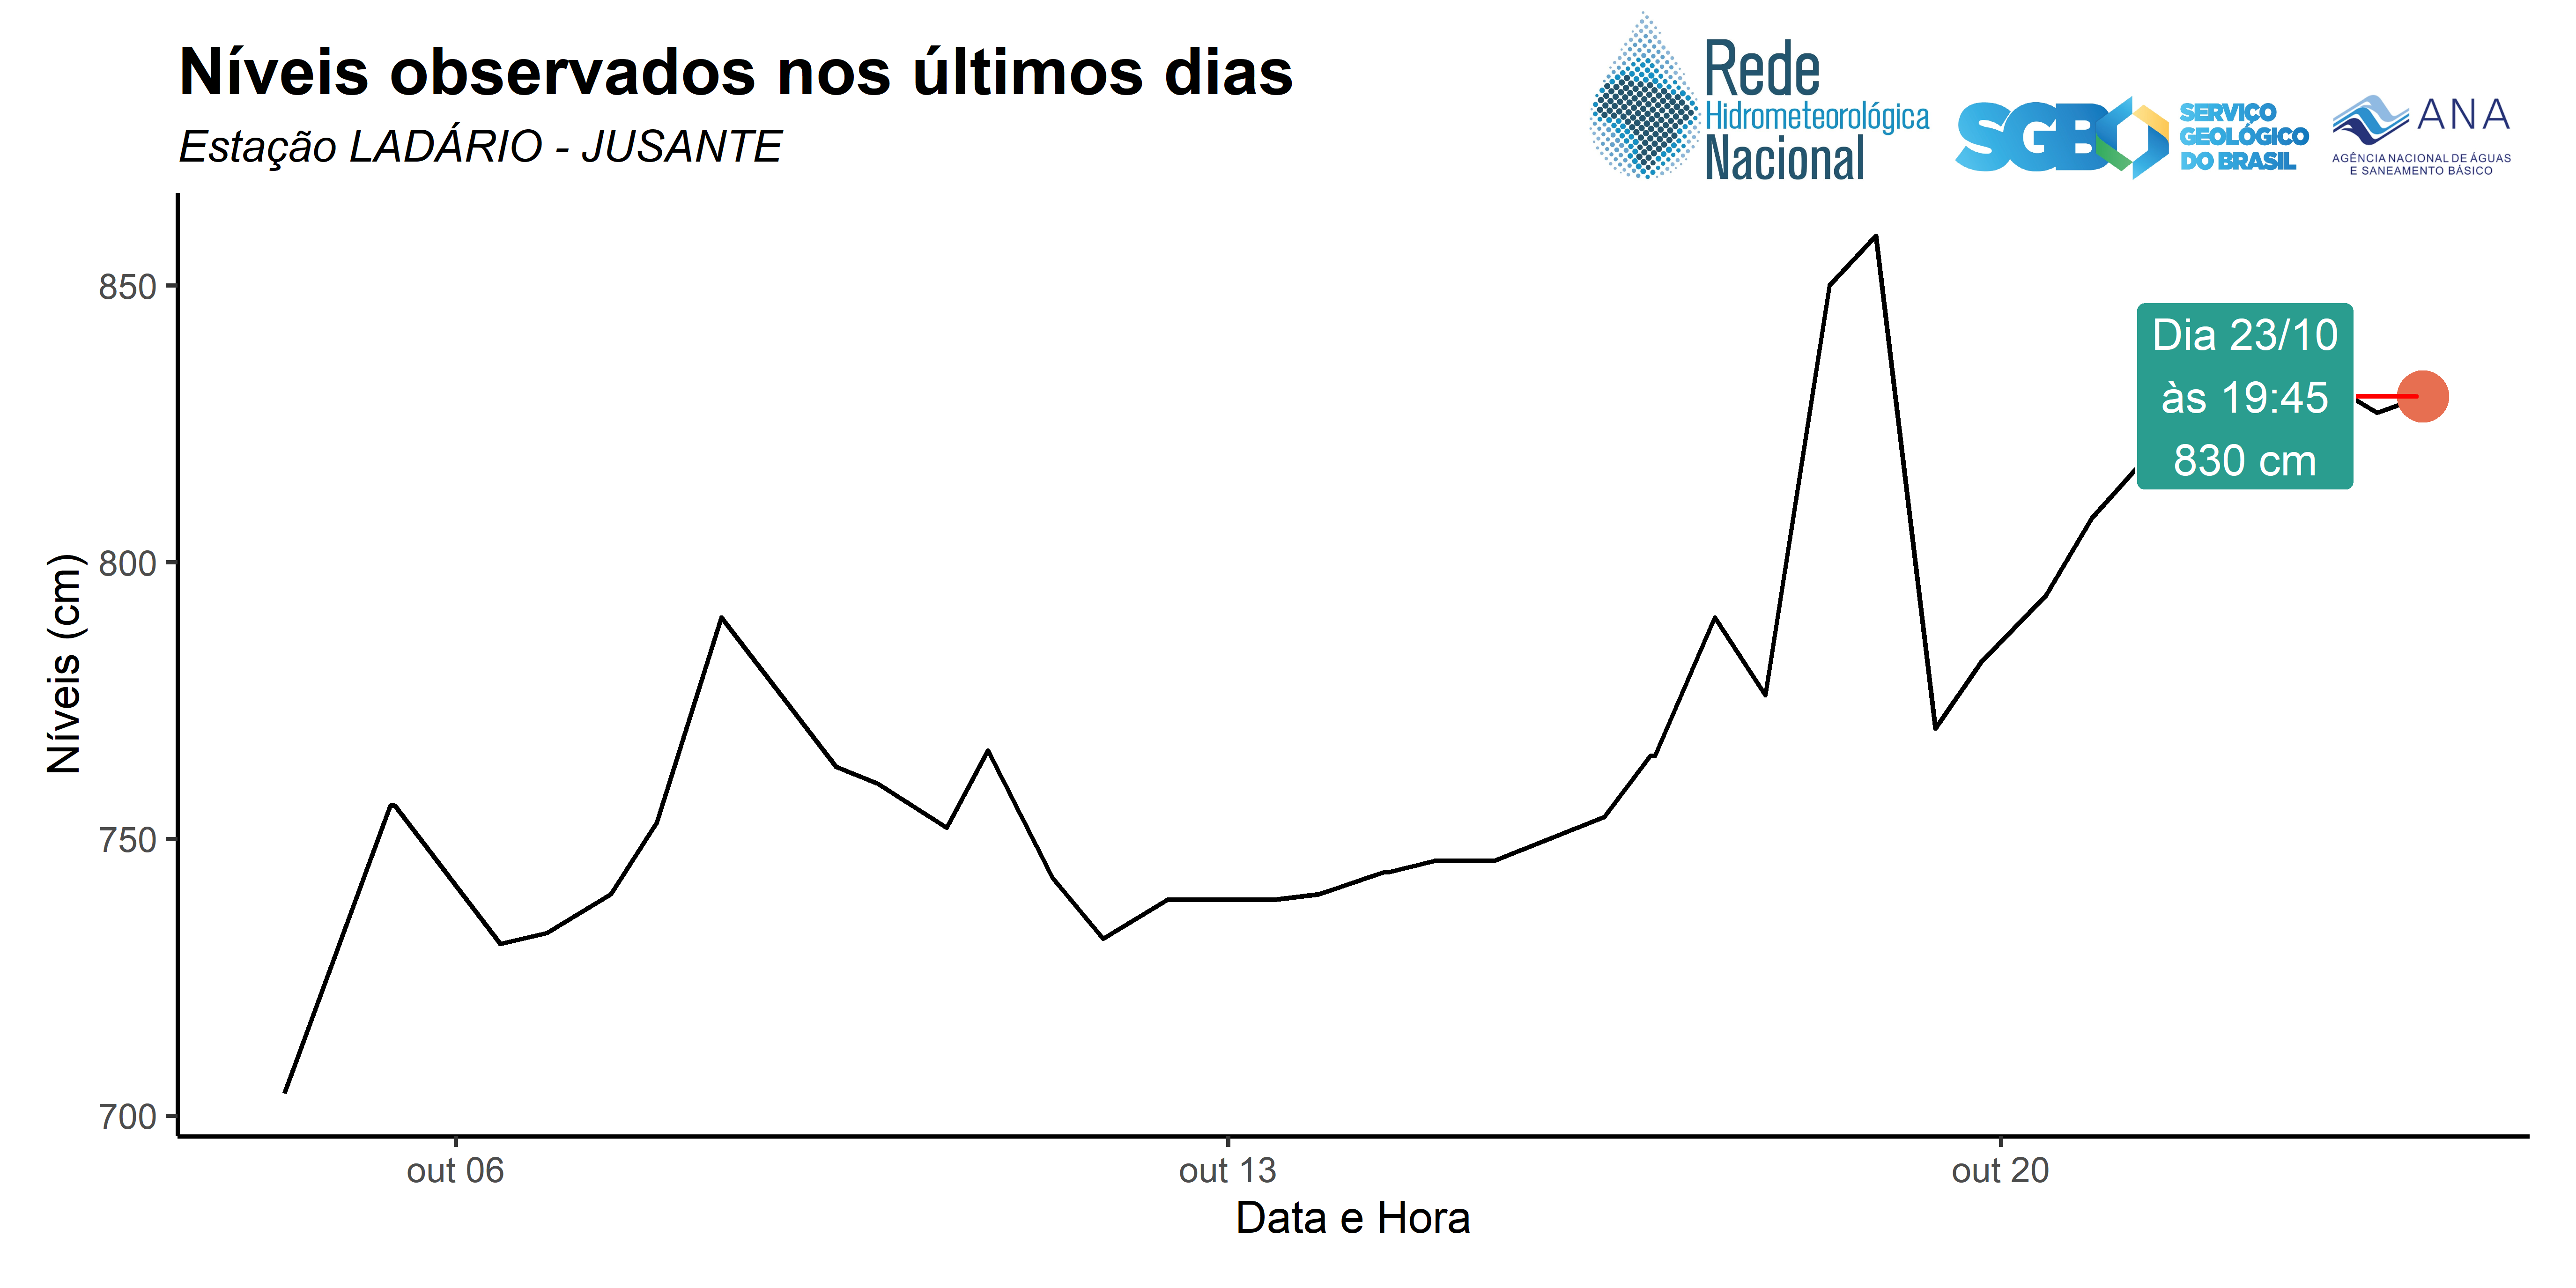 Níveis observados nos últimos dias
Estação LADÁRIO - JUSANTE
Rede
Hidrometeorológica
Nacional
SGB
SERVIÇO
GEOLÓGICO
DO BRASIL
ANA
AGÊNCIA NACIONAL DE ÁGUAS
E SANEAMENTO BÁSICO
850
800
750
700
Níveis (cm)
Dia 23/10
às 19:45
830 cm
out 06
out 13
out 20
Data e Hora